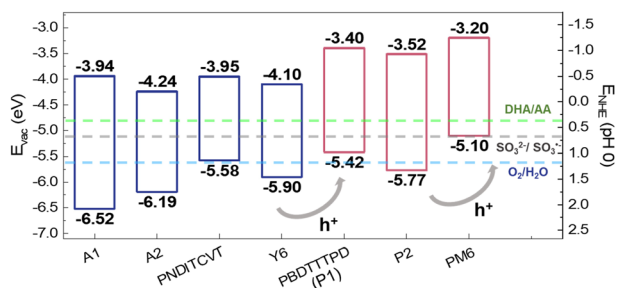 E_vac (eV)
-3.0
-3.5
-4.0
-4.5
-5.0
-5.5
-6.0
-6.5
-7.0
-3.94
-4.24
-3.95
-4.10
-3.40
-3.52
-3.20
-6.52
-6.19
-5.58
-5.90
-5.42
-5.77
-5.10
DHA/AA
SO₃²⁻/ SO₃⁻
O₂/H₂O
h⁺
h⁺
A1
A2
PNDITCVT
Y6
PBDTTTPD
(P1)
P2
PM6
-1.5
-1.0
-0.5
0.0
0.5
1.0
1.5
2.0
2.5
E_NHE (pH 0)